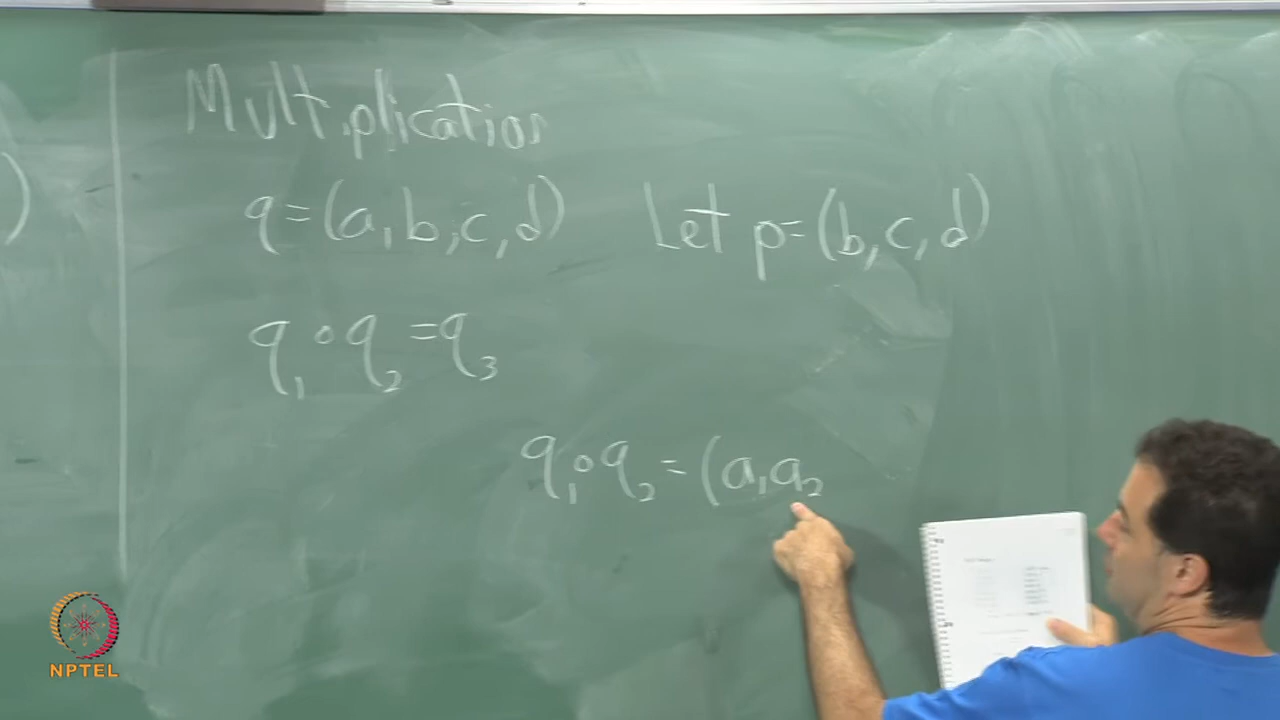 Multiplication
q=(a,b,c,d) Let p=(b,c,d)
q₁∘q₂=q₃
q₁∘q₂=(a₁a₂
)
NPTEL